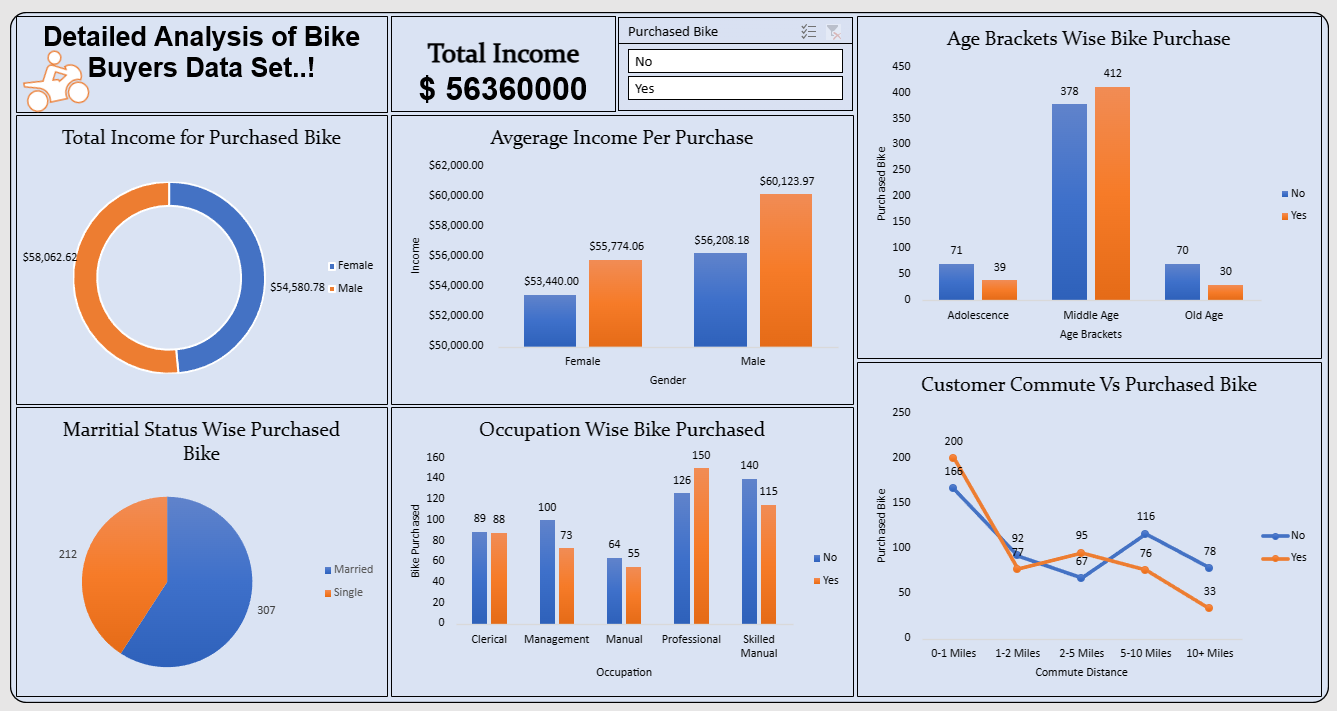 Detailed Analysis of Bike
Buyers Data Set..!
Total Income
$ 56360000
Purchased Bike
No
Yes
Total Income for Purchased Bike
$58,062.62
$54,580.78
Female
Male
Avgerage Income Per Purchase
$62,000.00
$60,000.00
$58,000.00
$56,000.00
$54,000.00
$52,000.00
$50,000.00
Income
$53,440.00
$55,774.06
$56,208.18
$60,123.97
Female
Male
Gender
Age Brackets Wise Bike Purchase
450
400
350
300
250
200
150
100
50
0
Purchased Bike
71
39
378
412
70
30
Adolescence
Middle Age
Old Age
Age Brackets
No
Yes
Marritial Status Wise Purchased
Bike
212
307
Married
Single
Occupation Wise Bike Purchased
160
140
120
100
80
60
40
20
0
Bike Purchased
89
88
100
73
64
55
126
150
140
115
Clerical
Management
Manual
Professional
Skilled
Manual
Occupation
No
Yes
Customer Commute Vs Purchased Bike
250
200
150
100
50
0
Purchased Bike
200
166
92
77
95
67
116
76
78
33
0-1 Miles
1-2 Miles
2-5 Miles
5-10 Miles
10+ Miles
Commute Distance
No
Yes